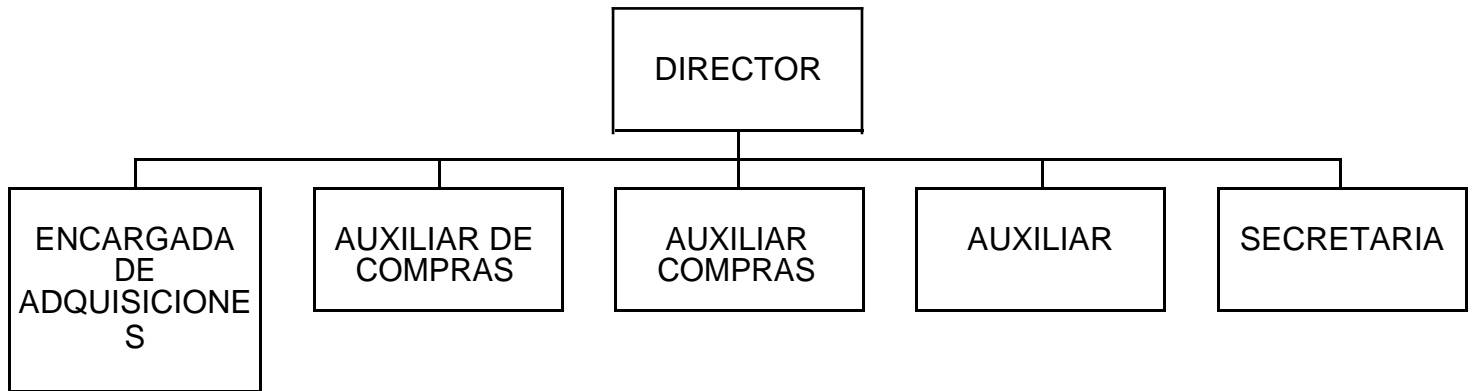 DIRECTOR
ENCARGADA
DE
ADQUISICIONE
S
AUXILIAR DE
COMPRAS
AUXILIAR
COMPRAS
AUXILIAR
SECRETARIA